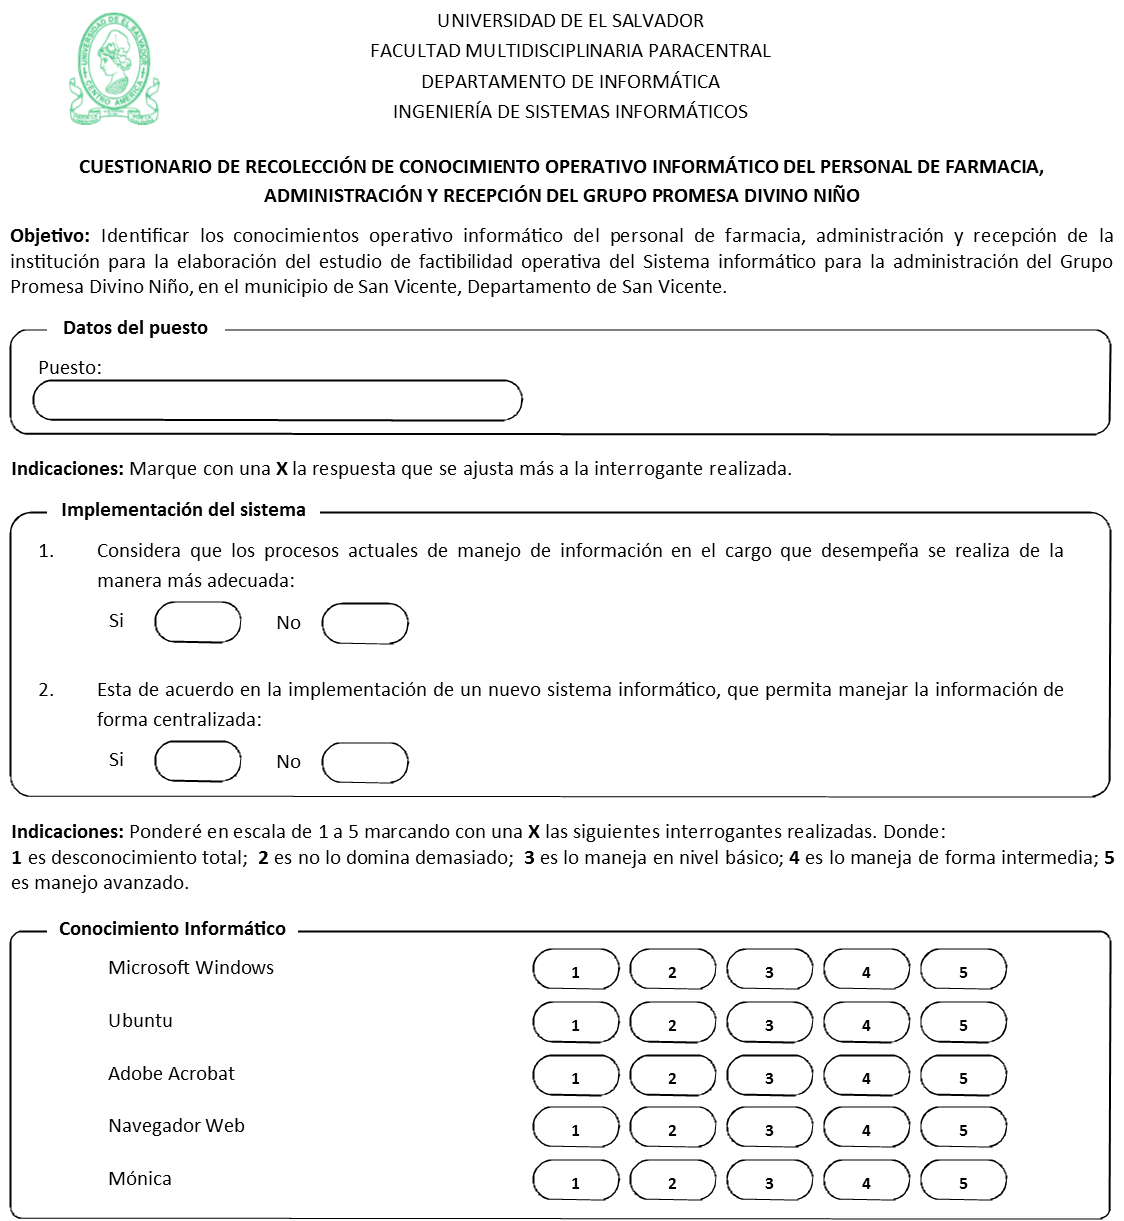 UNIVERSIDAD DE EL SALVADOR
FACULTAD MULTIDISCIPLINARIA PARACENTRAL
DEPARTAMENTO DE INFORMÁTICA
INGENIERÍA DE SISTEMAS INFORMÁTICOS
UNIVERSIDAD DE EL SALVADOR
CENTRO AMERICA
CUESTIONARIO DE RECOLECCIÓN DE CONOCIMIENTO OPERATIVO INFORMÁTICO DEL PERSONAL DE FARMACIA,
ADMINISTRACIÓN Y RECEPCIÓN DEL GRUPO PROMESA DIVINO NIÑO
Objetivo: Identificar los conocimientos operativo informático del personal de farmacia, administración y recepción de la
institución para la elaboración del estudio de factibilidad operativa del Sistema informático para la administración del Grupo
Promesa Divino Niño, en el municipio de San Vicente, Departamento de San Vicente.
Datos del puesto
Puesto:
Indicaciones: Marque con una X la respuesta que se ajusta más a la interrogante realizada.
Implementación del sistema
1. Considera que los procesos actuales de manejo de información en el cargo que desempeña se realiza de la
manera más adecuada:
Si No
2. Esta de acuerdo en la implementación de un nuevo sistema informático, que permita manejar la información de
forma centralizada:
Si No
Indicaciones: Ponderé en escala de 1 a 5 marcando con una X las siguientes interrogantes realizadas. Donde:
1 es desconocimiento total; 2 es no lo domina demasiado; 3 es lo maneja en nivel básico; 4 es lo maneja de forma intermedia; 5
es manejo avanzado.
Conocimiento Informático
Microsoft Windows 1 2 3 4 5
Ubuntu 1 2 3 4 5
Adobe Acrobat 1 2 3 4 5
Navegador Web 1 2 3 4 5
Mónica 1 2 3 4 5